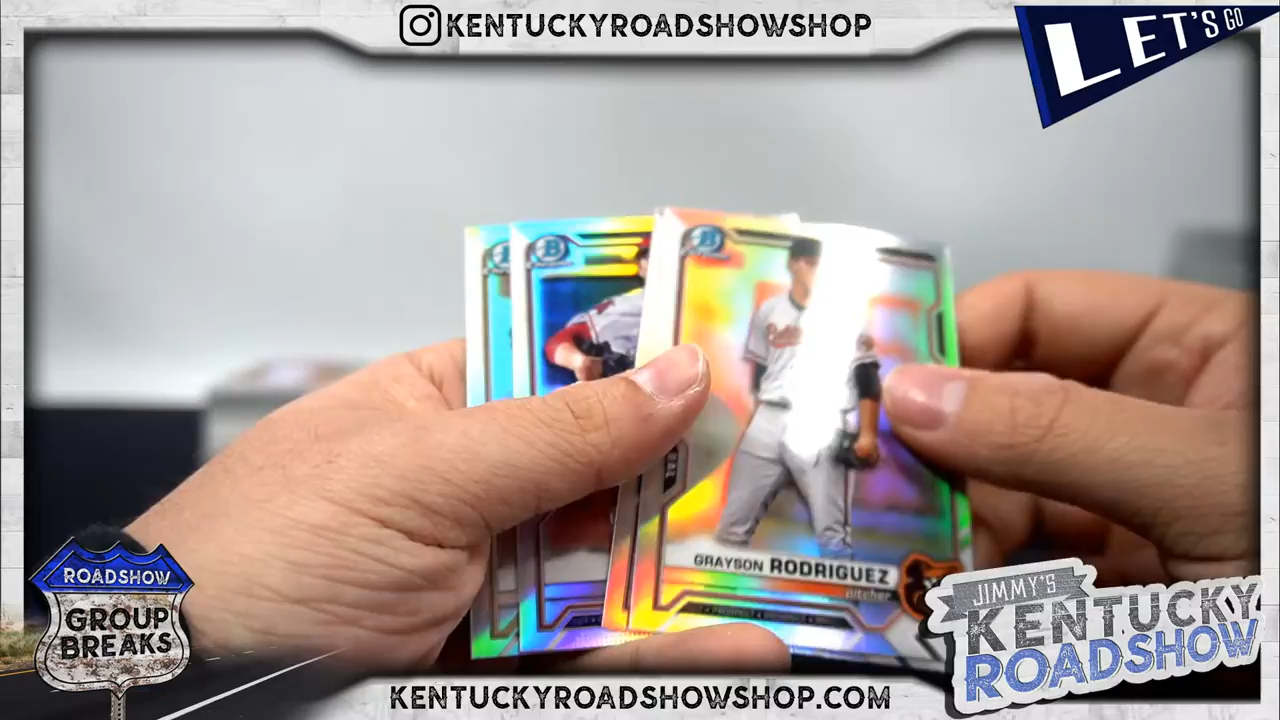 KENTUCKYROADSHOWSHOP
LET'S GO
B
B
GRAYSON RODRIGUEZ
pitcher
ROADSHOW
GROUP
BREAKS
JIMMY'S
KENTUCKY
ROADSHOW
KENTUCKYROADSHOWSHOP.COM